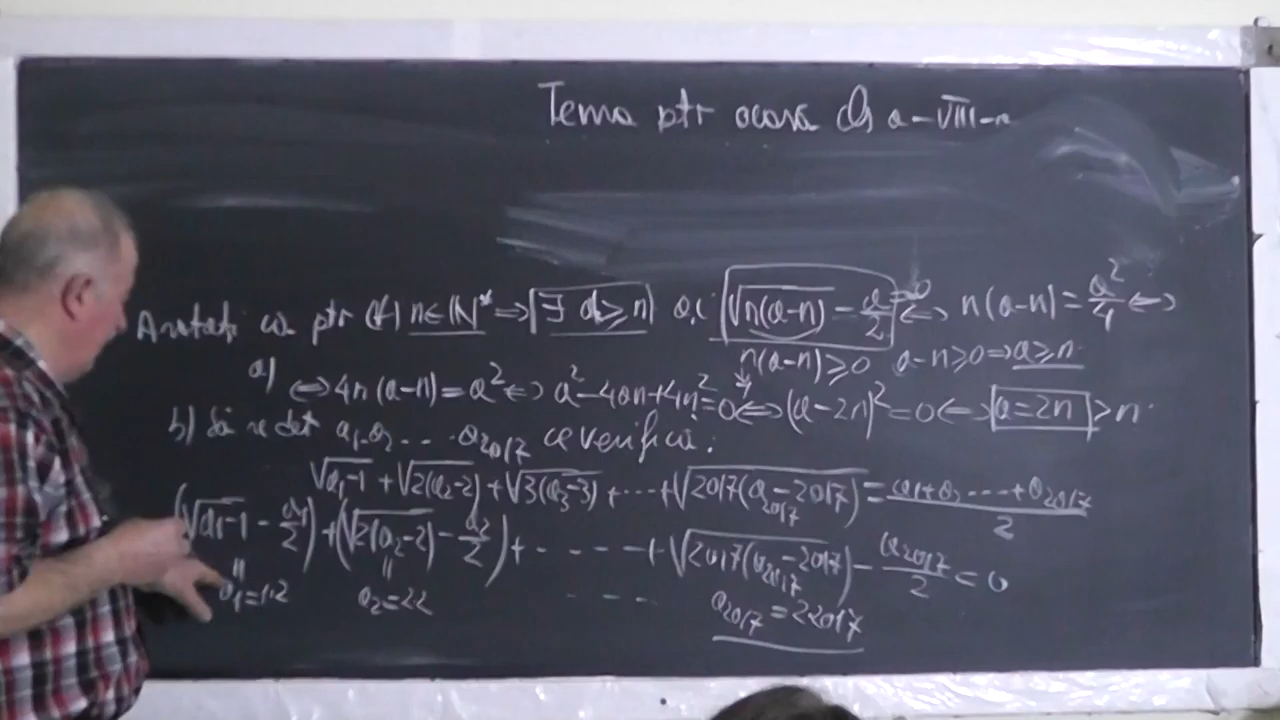 Tema ptr acasă cls a-VIII-a
Arătați că ptr (∀) n∈ℕ* ⇒ ∃ a≥n a.i. √(n(a-n)) - a/2 = 0 ⇔ n(a-n) = a²/4 ⇔
n(a-n)≥0 a-n≥0 ⇒ a≥n
a) ⇔ 4n(a-n) = a² ⇔ a²-4an+4n²=0 ⇔ (a-2n)²=0 ⇔ a=2n > n
b) Să se det a₁, a₂ ... a₂₀₁₇ ce verifică:
√(a₁-1) + √(2(a₂-2)) + √(3(a₃-3)) + ... + √(2017(a₂₀₁₇-2017)) = (a₁+a₂ ... + a₂₀₁₇)/2
(√(a₁-1) - a₁/2) + (√(2(a₂-2)) - a₂/2) + - - - - + √(2017(a₂₀₁₇-2017)) - a₂₀₁₇/2 = 0
a₁=1·2 a₂=2·2 - - - - a₂₀₁₇=2·2017